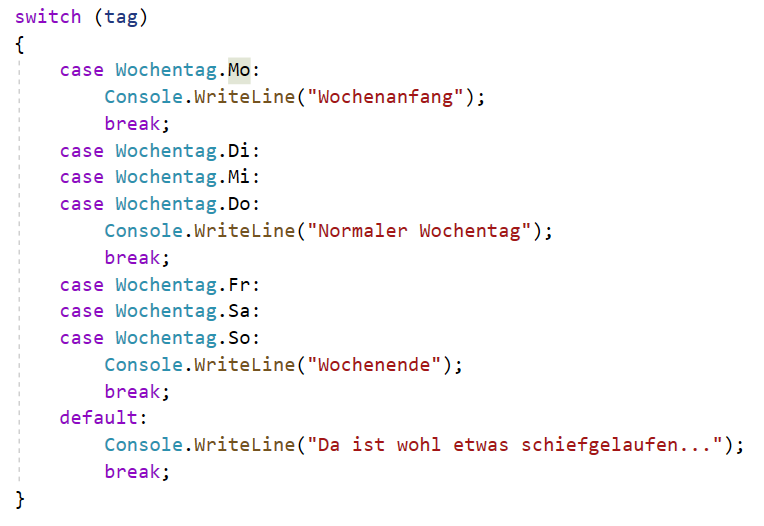 switch (tag)
{
    case Wochentag.Mo:
        Console.WriteLine("Wochenanfang");
        break;
    case Wochentag.Di:
    case Wochentag.Mi:
    case Wochentag.Do:
        Console.WriteLine("Normaler Wochentag");
        break;
    case Wochentag.Fr:
    case Wochentag.Sa:
    case Wochentag.So:
        Console.WriteLine("Wochenende");
        break;
    default:
        Console.WriteLine("Da ist wohl etwas schiefgelaufen...");
        break;
}